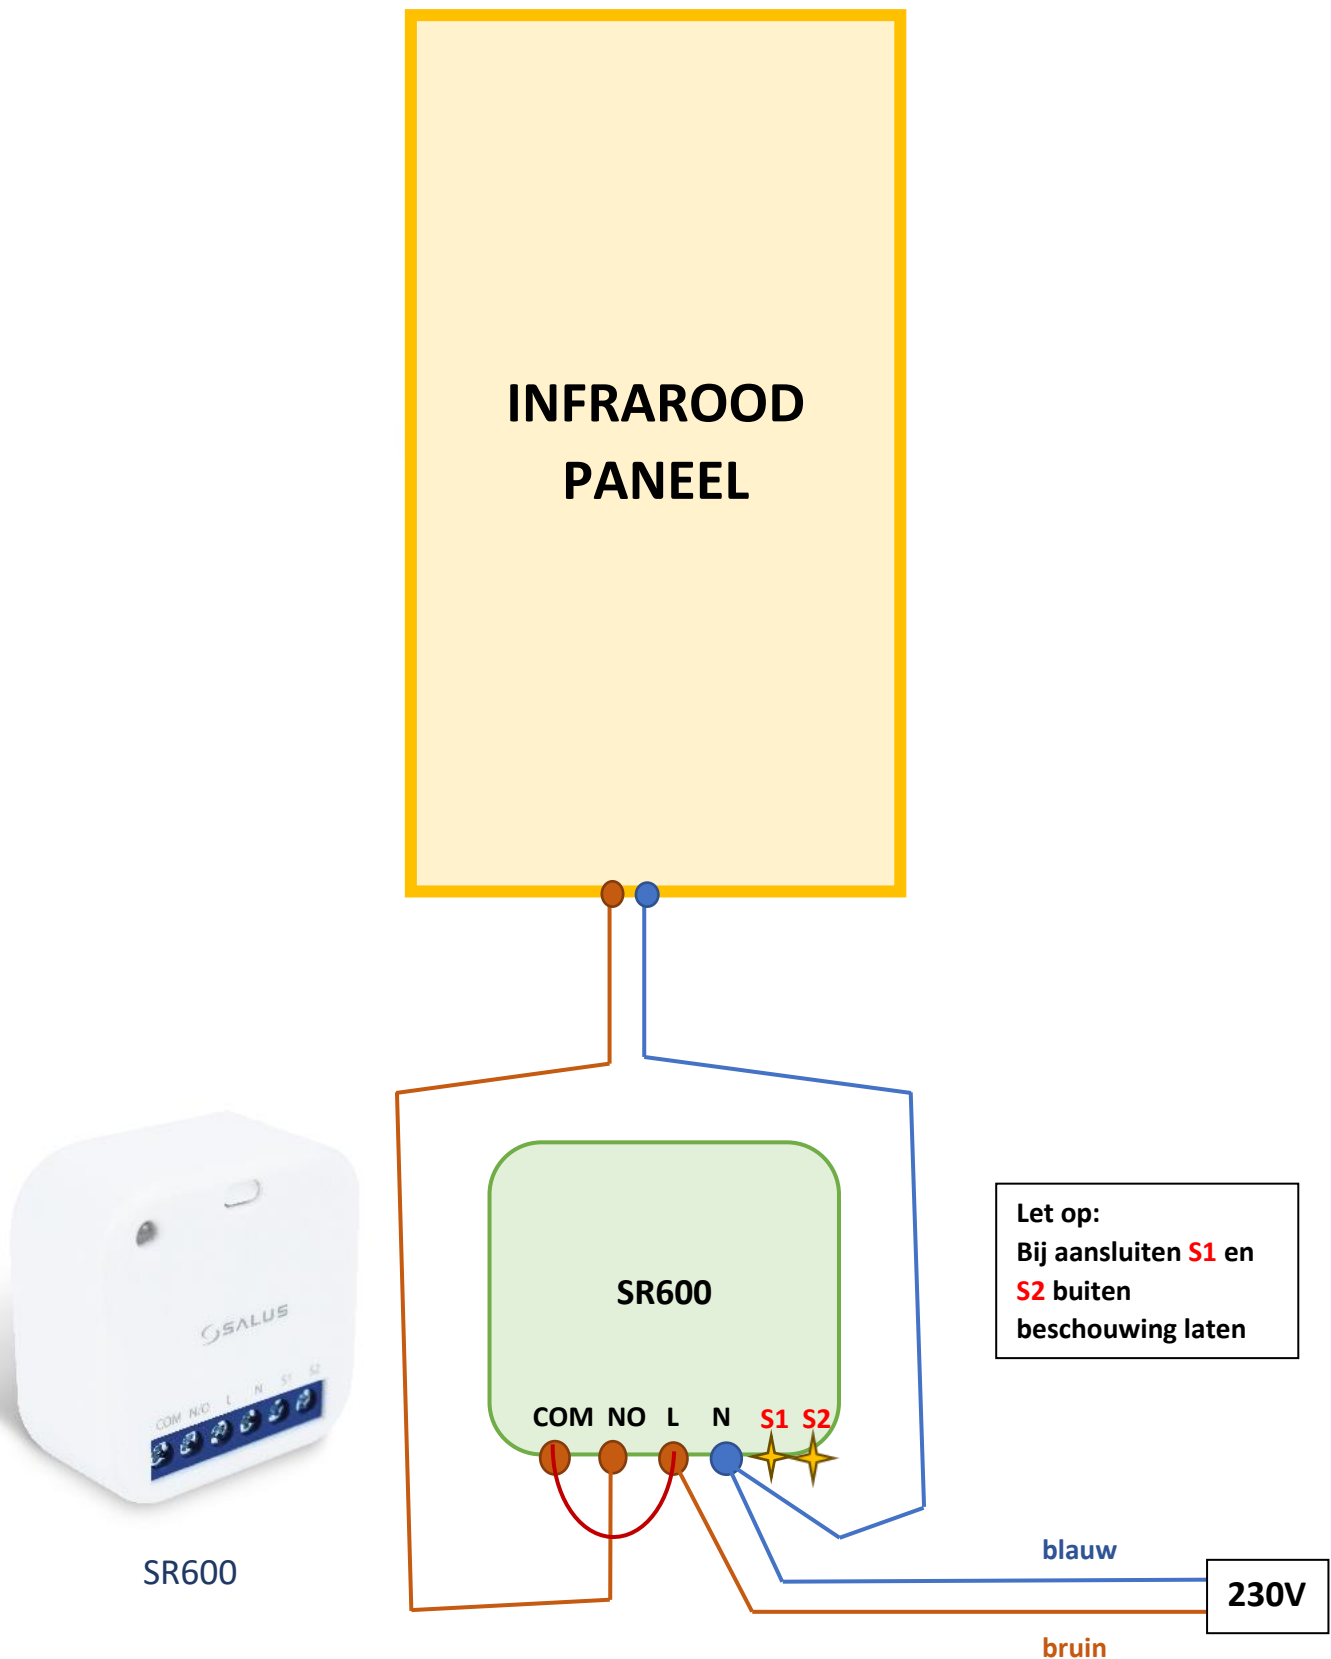 INFRAROOD
PANEEL
SALUS
COM N/O L N S1 S2
SR600
SR600
COM NO L N S1 S2
Let op:
Bij aansluiten S1 en
S2 buiten
beschouwing laten
blauw
230V
bruin